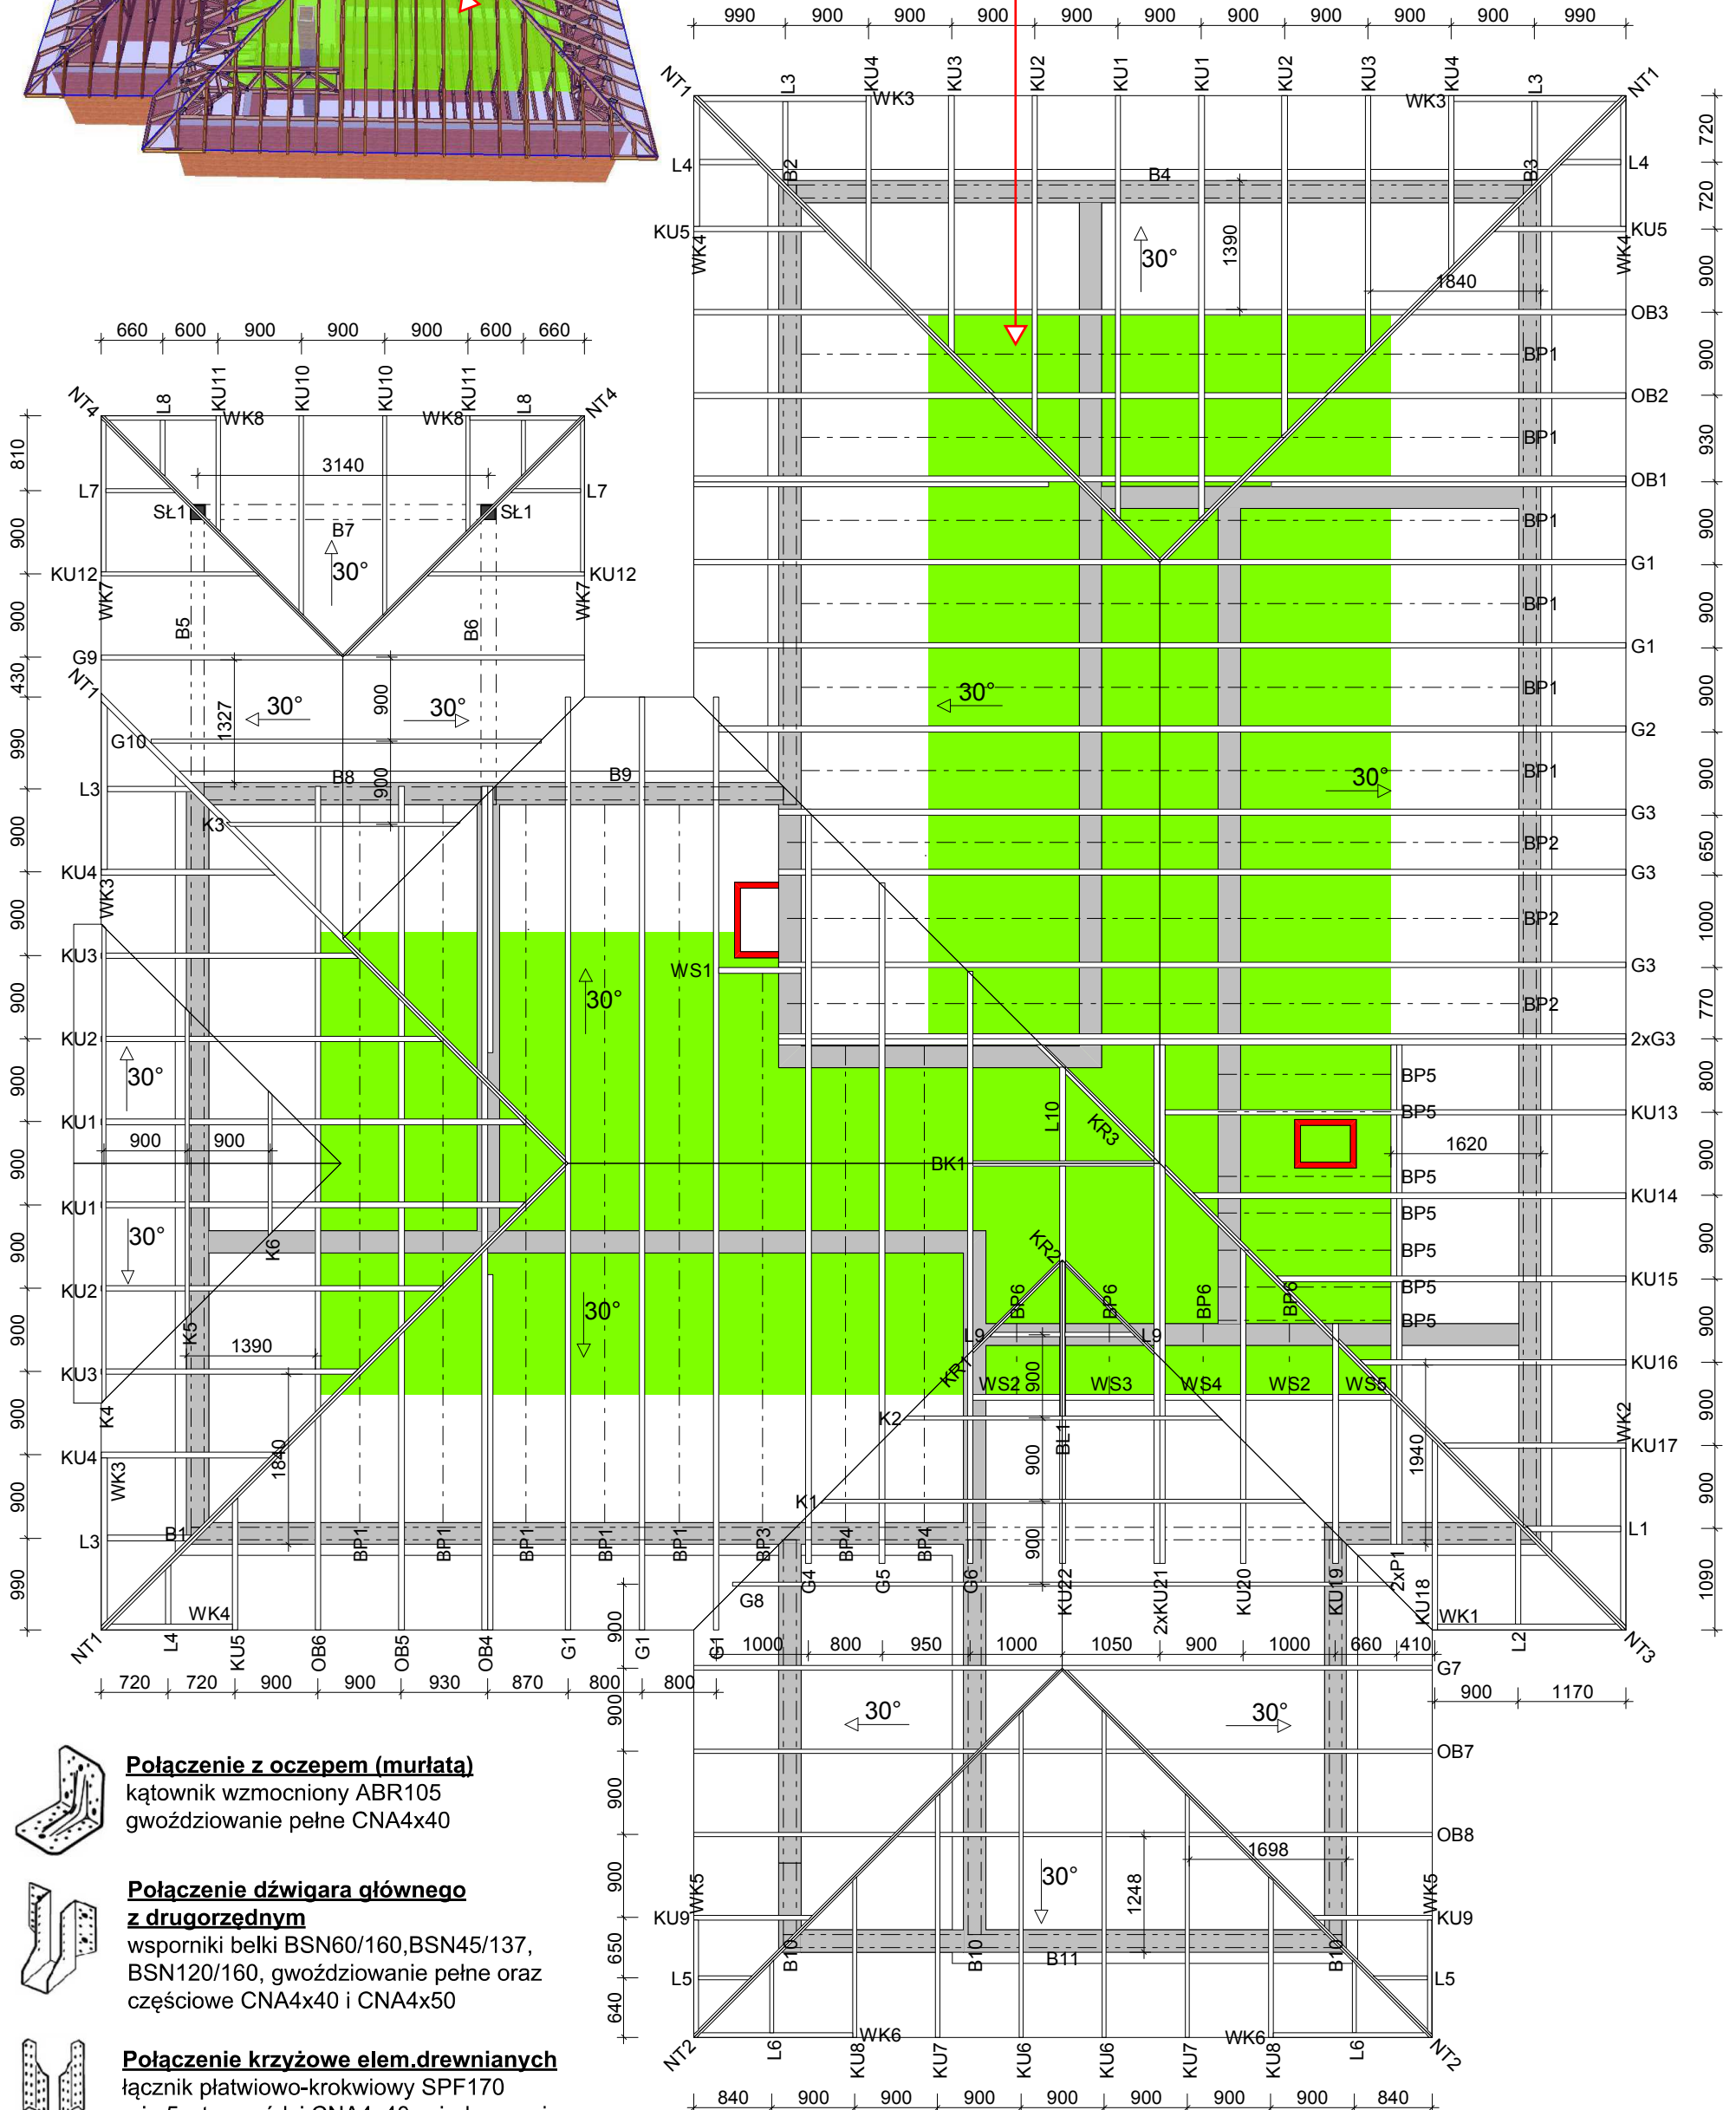 990 900 900 900 900 900 900 900 900 900 990
NT1 L3 KU4 KU3 KU2 KU1 KU1 KU2 KU3 KU4 L3 NT1
WK3 WK3
720
L4 B2 B4 B3 L4
720
KU5 WK4 30° 1390 KU5 WK4
900
1840
660 600 900 900 900 600 660
OB3
900
BP1
NT4 L8 KU11 KU10 KU10 KU11 L8 NT4
OB2
WK8 WK8
930
BP1
810
3140
L7 L7
OB1
SŁ1 SŁ1
900
B7
BP1
900
30°
G1
KU12 KU12
WK7 WK7
900
BP1
900
B5 B6
G1
G9
900
BP1
430
NT1
30° 30° 30°
1327 900
G2
G10
990
900
BP1
900
B8 B9
30°
L3
G3
K3
650
BP2
900
KU4
G3
WK3
1000
BP2
900
KU3
WS1
G3
30°
770
BP2
900
KU2
2xG3
30°
800
BP5
900
L10
BP5
KU13
KU1
KR3
900 900
1620
900
BK1
900
BP5
KU14
KU1
BP5
30°
K6
KR2
BP5
900
900
KU15
KU2
BP6 BP6 BP6 BP6
BP5
30°
BP5
900
K5
L9 L9
900
1390
KU16
KU3
KR1
900
WS2 WS3 WS4 WS2 WS5
900
K4
K2
900
WK2
BL1
1940
KU17
KU4
1840
900
WK3
K1
900
900
L3 B1
L1
900
BP1 BP1 BP1 BP1 BP1 BP3 BP4 BP4
990
G8 G4 G5 G6 KU22 2xKU21 KU20 KU19 2xP1 KU18
1090
WK4
WK1
NT1 L4 KU5 OB6 OB5 OB4 G1 G1 G1
L2 NT3
900
1000 800 950 1000 1050 900 1000 660 410
G7
720 720 900 900 930 870 800 800
900 1170
900
30° 30°
OB7
900
OB8
1698
900
30°
1248
WK5 WK5
KU9 KU9
650
B10 B10 B11 B10
L5 L5
640
WK6 WK6
NT2 L6 KU8 KU7 KU6 KU6 KU7 KU8 L6 NT2
840 900 900 900 900 900 900 900 840
Połączenie z oczepem (murłatą)
kątownik wzmocniony ABR105
gwoździowanie pełne CNA4x40
Połączenie dźwigara głównego
z drugorzędnym
wsporniki belki BSN60/160,BSN45/137,
BSN120/160, gwoździowanie pełne oraz
częściowe CNA4x40 i CNA4x50
Połączenie krzyżowe elem.drewnianych
łącznik płatwiowo-krokwiowy SPF170